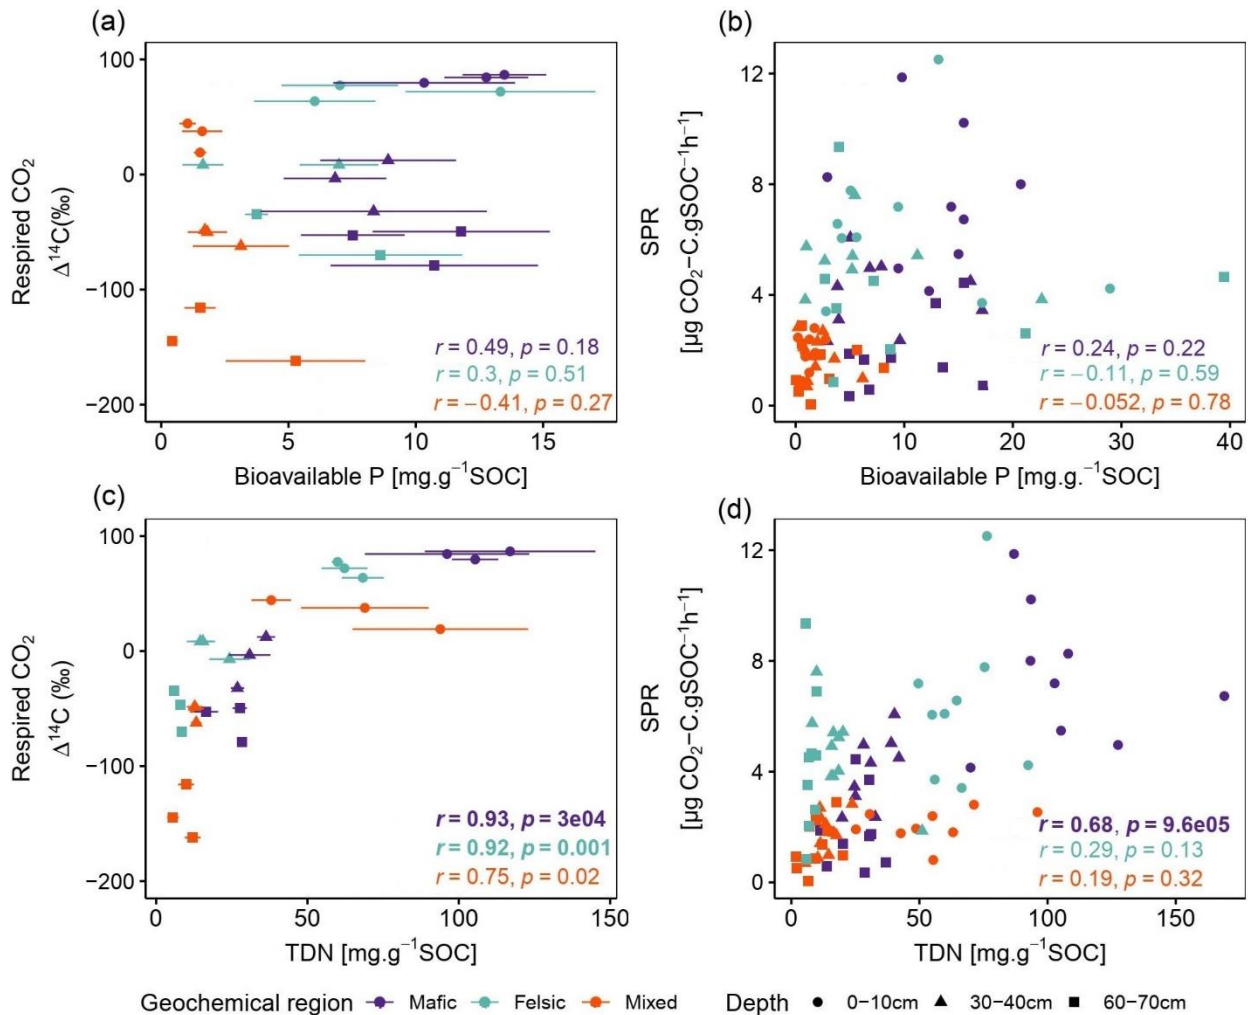 (a)
Respired CO₂
Δ¹⁴C(‰)
100
0
−100
−200
r = 0.49, p = 0.18
r = 0.3, p = 0.51
r = −0.41, p = 0.27
0 5 10 15
Bioavailable P [mg.g⁻¹SOC]
(b)
SPR
[µg CO₂−C.gSOC⁻¹h⁻¹]
12
8
4
0
r = 0.24, p = 0.22
r = −0.11, p = 0.59
r = −0.052, p = 0.78
0 10 20 30 40
Bioavailable P [mg.g.⁻¹SOC]
(c)
Respired CO₂
Δ¹⁴C (‰)
100
0
−100
−200
r = 0.93, p = 3e04
r = 0.92, p = 0.001
r = 0.75, p = 0.02
0 50 100 150
TDN [mg.g⁻¹SOC]
(d)
SPR
[µg CO₂−C.gSOC⁻¹h⁻¹]
12
8
4
0
r = 0.68, p = 9.6e05
r = 0.29, p = 0.13
r = 0.19, p = 0.32
0 50 100 150
TDN [mg.g⁻¹SOC]
Geochemical region Mafic Felsic Mixed Depth 0−10cm 30−40cm 60−70cm